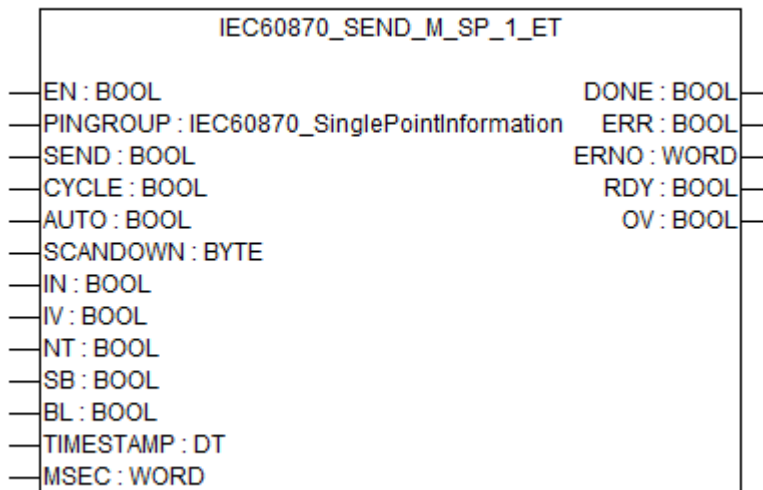 IEC60870_SEND_M_SP_1_ET
EN : BOOL DONE : BOOL
PINGROUP : IEC60870_SinglePointInformation ERR : BOOL
SEND : BOOL ERNO : WORD
CYCLE : BOOL RDY : BOOL
AUTO : BOOL OV : BOOL
SCANDOWN : BYTE
IN : BOOL
IV : BOOL
NT : BOOL
SB : BOOL
BL : BOOL
TIMESTAMP : DT
MSEC : WORD